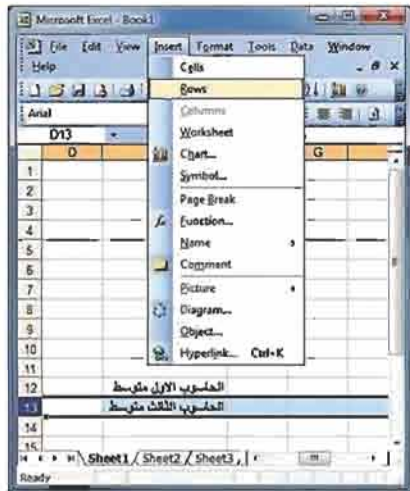 Microsoft Excel - Book1
File Edit View Insert Format Tools Data Window
Help
Cells
Rows
Columns
Worksheet
Chart...
Symbol...
Page Break
Function...
Name
Comment
Picture
Diagram...
Object...
Hyperlink... Ctrl+K
Arial
D13
D G
1
2
3
4
5
6
7
8
9
10
11
12 الحاسوب الاول متوسط
13 الحاسوب الثالث متوسط
14
15
Sheet1 / Sheet2 / Sheet3
Ready